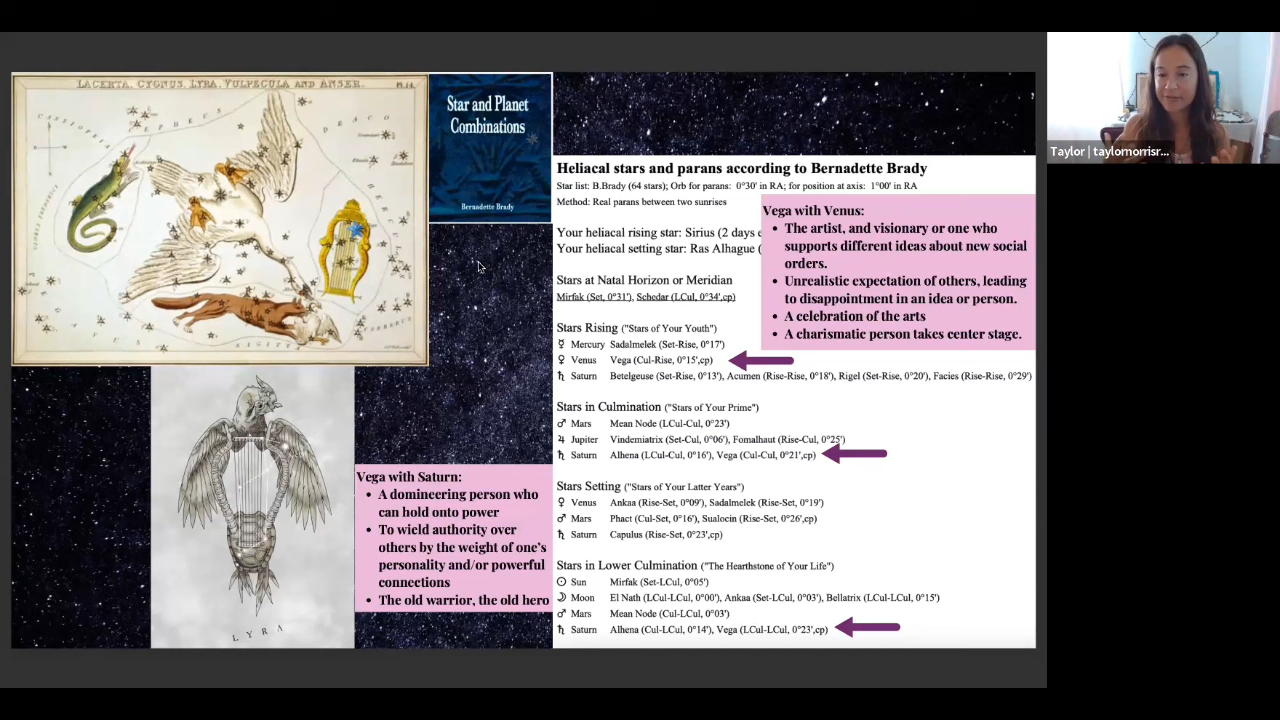 LACERTA, CYGNUS, LYRA, VULPECULA AND ANSER.
CEPHEUS
DRACO
HERCULES
SAGITTA
Star and Planet
Combinations
Bernadette Brady
LYRA
Vega with Saturn:
• A domineering person who
can hold onto power
• To wield authority over
others by the weight of one's
personality and/or powerful
connections
• The old warrior, the old hero
Heliacal stars and parans according to Bernadette Brady
Star list: B.Brady (64 stars); Orb for parans: 0°30' in RA; for position at axis: 1°00' in RA
Method: Real parans between two sunrises
Your heliacal rising star: Sirius (2 days
Your heliacal setting star: Ras Alhague (
Vega with Venus:
• The artist, and visionary or one who
supports different ideas about new social
orders.
• Unrealistic expectation of others, leading
to disappointment in an idea or person.
• A celebration of the arts
• A charismatic person takes center stage.
Stars at Natal Horizon or Meridian
Mirfak (Set, 0°31'), Schedar (LCul, 0°34',cp)
Stars Rising ("Stars of Your Youth")
☿ Mercury Sadalmelek (Set-Rise, 0°17')
♀ Venus Vega (Cul-Rise, 0°15',cp)
♄ Saturn Betelgeuse (Set-Rise, 0°13'), Acumen (Rise-Rise, 0°18'), Rigel (Set-Rise, 0°20'), Facies (Rise-Rise, 0°29')
Stars in Culmination ("Stars of Your Prime")
♂ Mars Mean Node (LCul-Cul, 0°23')
♃ Jupiter Vindemiatrix (Set-Cul, 0°06'), Fomalhaut (Rise-Cul, 0°25')
♄ Saturn Alhena (LCul-Cul, 0°16'), Vega (Cul-Cul, 0°21',cp)
Stars Setting ("Stars of Your Latter Years")
♀ Venus Ankaa (Rise-Set, 0°09'), Sadalmelek (Rise-Set, 0°19')
♂ Mars Phact (Cul-Set, 0°16'), Sualocin (Rise-Set, 0°26',cp)
♄ Saturn Capulus (Rise-Set, 0°23',cp)
Stars in Lower Culmination ("The Hearthstone of Your Life")
☉ Sun Mirfak (Set-LCul, 0°05')
☽ Moon El Nath (LCul-LCul, 0°00'), Ankaa (Set-LCul, 0°03'), Bellatrix (LCul-LCul, 0°15')
♂ Mars Mean Node (Cul-LCul, 0°03')
♄ Saturn Alhena (Cul-LCul, 0°14'), Vega (LCul-LCul, 0°23',cp)
Taylor | taylormorrisr...